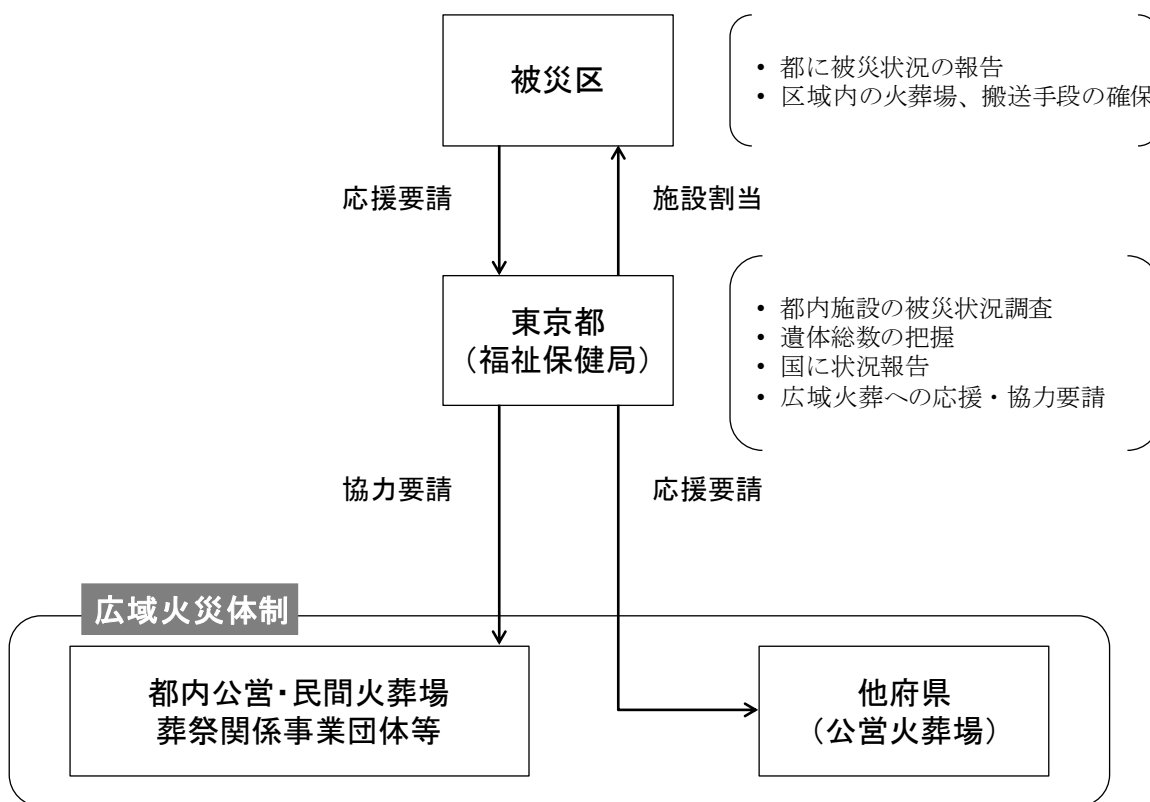 被災区
• 都に被災状況の報告
• 区域内の火葬場、搬送手段の確保
応援要請
施設割当
東京都
（福祉保健局）
• 都内施設の被災状況調査
• 遺体総数の把握
• 国に状況報告
• 広域火葬への応援・協力要請
協力要請
応援要請
広域火災体制
都内公営・民間火葬場
葬祭関係事業団体等
他府県
（公営火葬場）